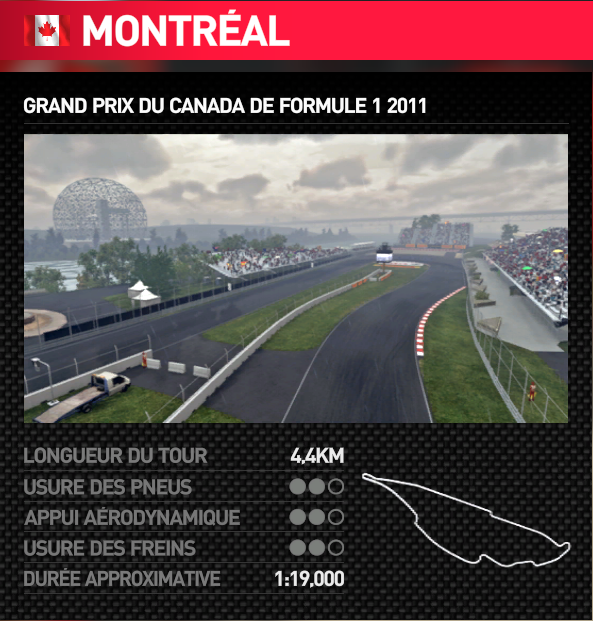 MONTRÉAL
GRAND PRIX DU CANADA DE FORMULE 1 2011
LONGUEUR DU TOUR 4,4KM
USURE DES PNEUS
APPUI AÉRODYNAMIQUE
USURE DES FREINS
DURÉE APPROXIMATIVE 1:19,000